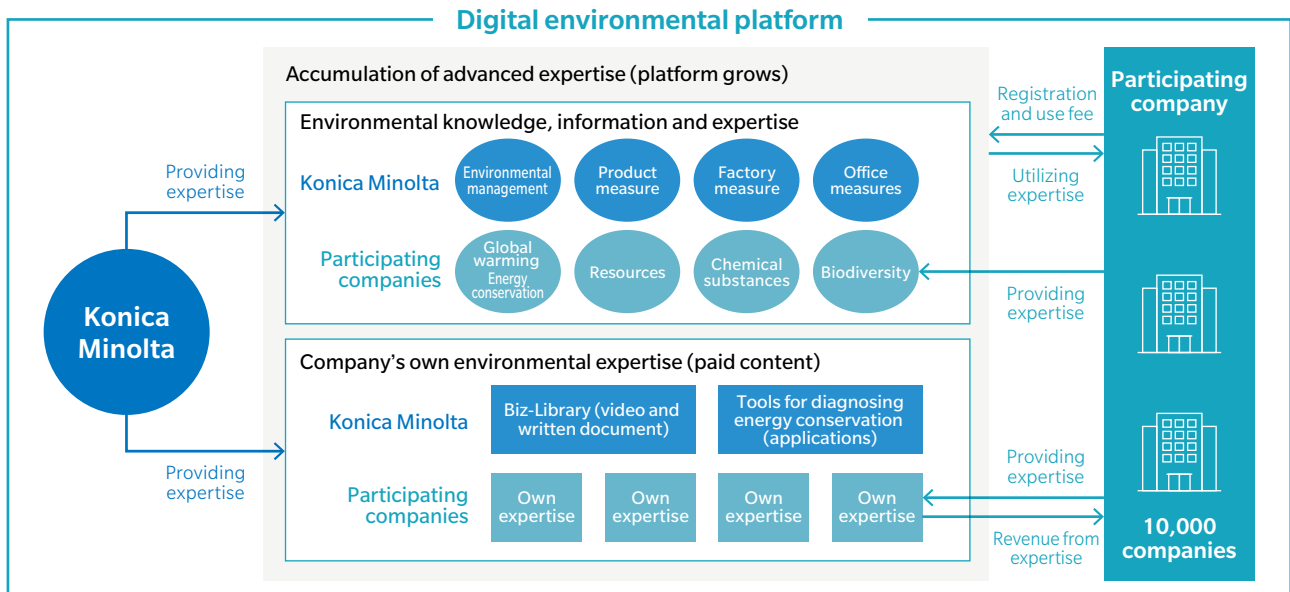 Digital environmental platform
Accumulation of advanced expertise (platform grows)
Environmental knowledge, information and expertise
Konica Minolta
Environmental
management
Product
measure
Factory
measure
Office
measures
Participating
companies
Global
warming
Energy
conservation
Resources
Chemical
substances
Biodiversity
Company's own environmental expertise (paid content)
Konica Minolta
Biz-Library (video and
written document)
Tools for diagnosing
energy conservation
(applications)
Participating
companies
Own
expertise
Own
expertise
Own
expertise
Own
expertise
Konica
Minolta
Providing
expertise
Providing
expertise
Registration
and use fee
Utilizing
expertise
Providing
expertise
Providing
expertise
Revenue from
expertise
Participating
company
10,000
companies